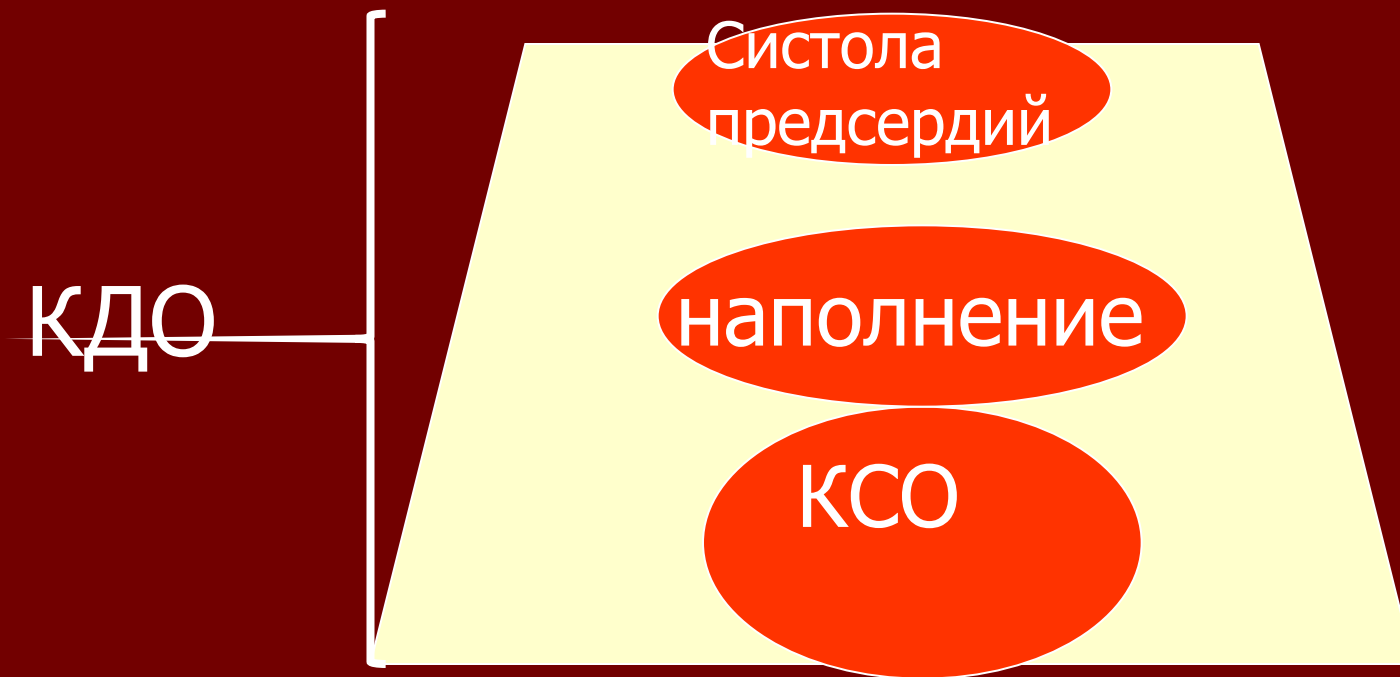 Систола
предсердий
КДО
наполнение
КСО